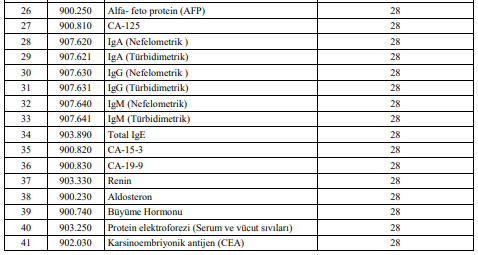 26 900.250 Alfa- feto protein (AFP) 28
27 900.810 CA-125 28
28 907.620 IgA (Nefelometrik ) 28
29 907.621 IgA (Türbidimetrik) 28
30 907.630 IgG (Nefelometrik ) 28
31 907.631 IgG (Türbidimetrik) 28
32 907.640 IgM (Nefelometrik) 28
33 907.641 IgM (Türbidimetrik) 28
34 903.890 Total IgE 28
35 900.820 CA-15-3 28
36 900.830 CA-19-9 28
37 903.330 Renin 28
38 900.230 Aldosteron 28
39 900.740 Büyüme Hormonu 28
40 903.250 Protein elektroforezi (Serum ve vücut sıvıları) 28
41 902.030 Karsinoembriyonik antijen (CEA) 28